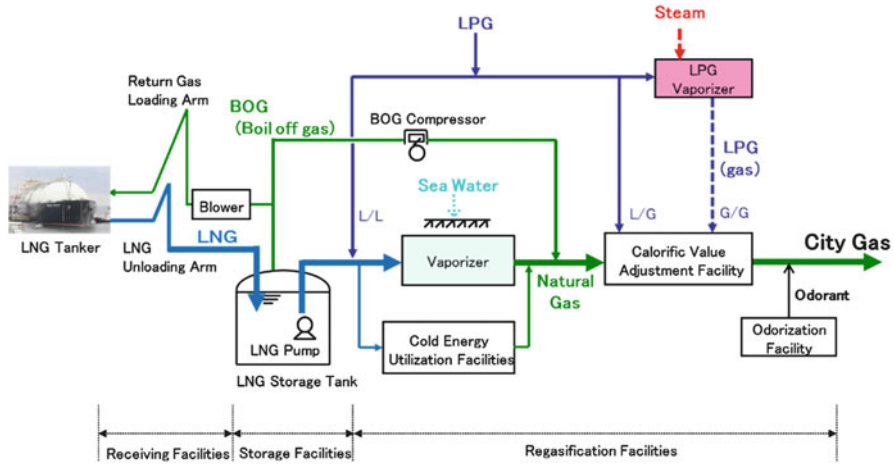 LPG
Steam
LPG
Vaporizer
Return Gas
Loading Arm
BOG
(Boil off gas)
BOG Compressor
LPG
(gas)
Sea Water
Blower
L/L
L/G
G/G
LNG Tanker
LNG
LNG
Unloading Arm
Vaporizer
Natural
Gas
Calorific Value
Adjustment Facility
City Gas
Odorant
LNG Pump
Cold Energy
Utilization Facilities
Odorization
Facility
LNG Storage Tank
Receiving Facilities
Storage Facilities
Regasification Facilities